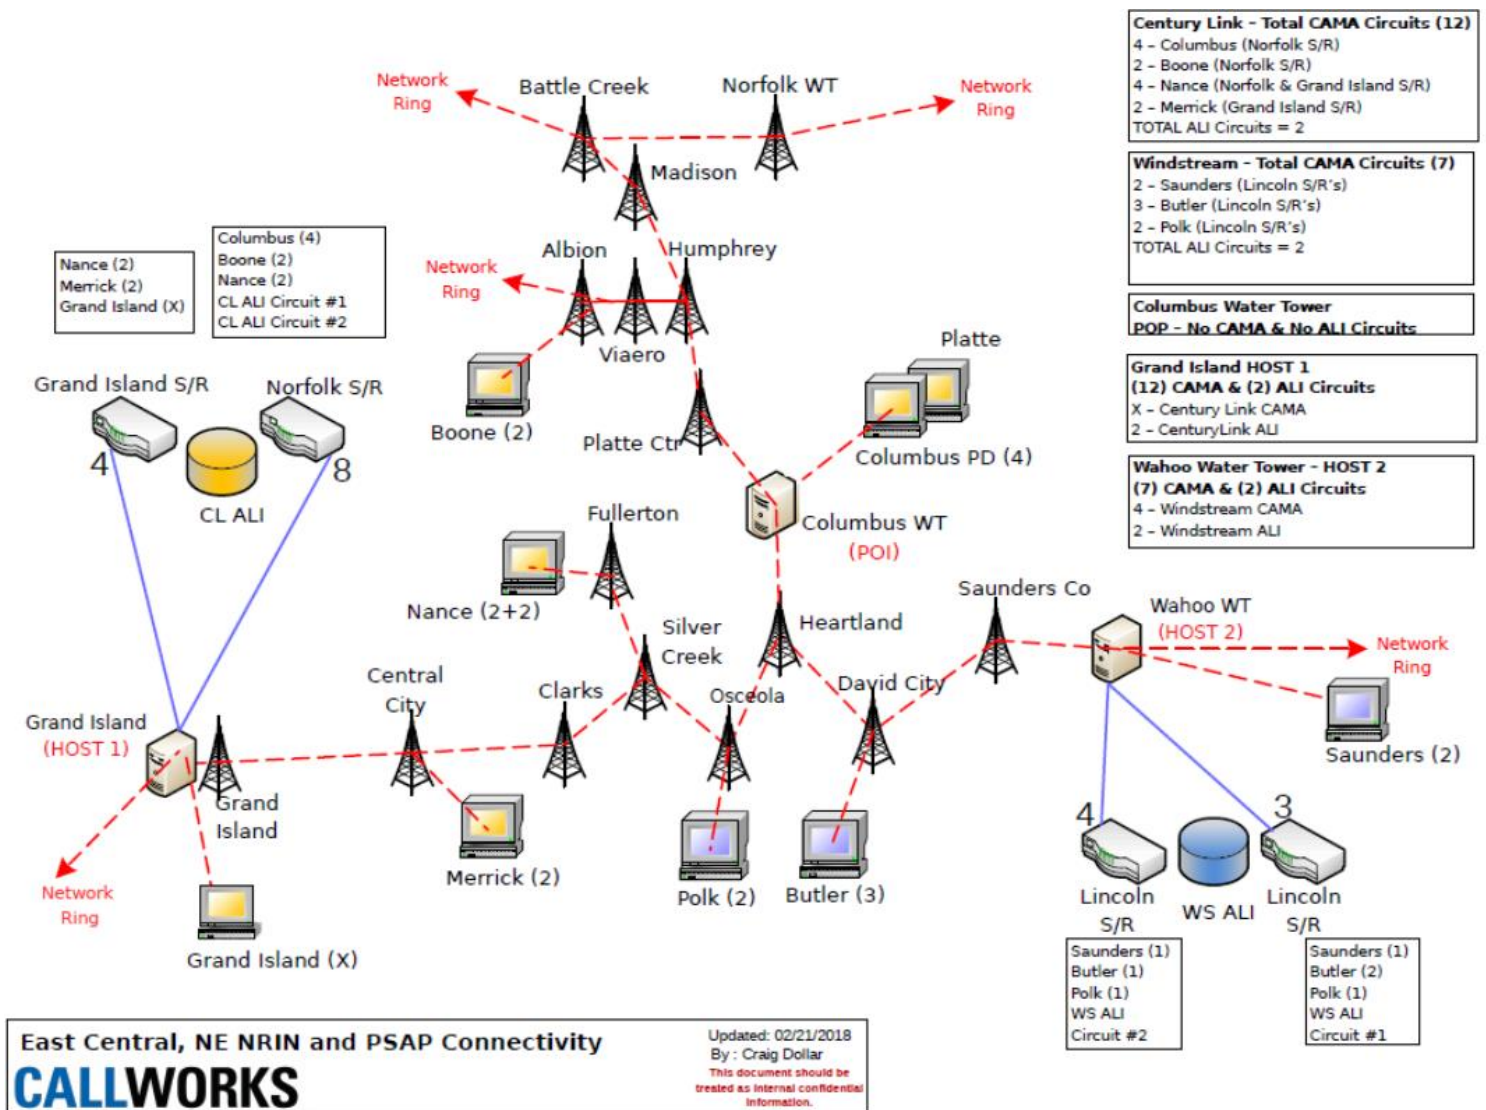 Century Link – Total CAMA Circuits (12)
4 – Columbus (Norfolk S/R)
2 – Boone (Norfolk S/R)
4 – Nance (Norfolk & Grand Island S/R)
2 – Merrick (Grand Island S/R)
TOTAL ALI Circuits = 2
Windstream – Total CAMA Circuits (7)
2 – Saunders (Lincoln S/R's)
3 – Butler (Lincoln S/R's)
2 – Polk (Lincoln S/R's)
TOTAL ALI Circuits = 2
Columbus Water Tower
POP – No CAMA & No ALI Circuits
Grand Island HOST 1
(12) CAMA & (2) ALI Circuits
X – Century Link CAMA
2 – CenturyLink ALI
Wahoo Water Tower – HOST 2
(7) CAMA & (2) ALI Circuits
4 – Windstream CAMA
2 – Windstream ALI
Network
Ring
Battle Creek
Norfolk WT
Network
Ring
Madison
Albion
Humphrey
Network
Ring
Viaero
Boone (2)
Platte Ctr
Platte
Columbus PD (4)
Columbus WT
(POI)
Nance (2)
Merrick (2)
Grand Island (X)
Columbus (4)
Boone (2)
Nance (2)
CL ALI Circuit #1
CL ALI Circuit #2
Grand Island S/R
Norfolk S/R
4
8
CL ALI
Fullerton
Nance (2+2)
Silver
Creek
Heartland
Saunders Co
Wahoo WT
(HOST 2)
Network
Ring
Central
City
Clarks
Osceola
David City
Grand Island
(HOST 1)
Grand
Island
Saunders (2)
Merrick (2)
Polk (2)
Butler (3)
Network
Ring
Grand Island (X)
4
3
Lincoln
S/R
WS ALI
Lincoln
S/R
Saunders (1)
Butler (1)
Polk (1)
WS ALI
Circuit #2
Saunders (1)
Butler (2)
Polk (1)
WS ALI
Circuit #1
East Central, NE NRIN and PSAP Connectivity
CALLWORKS
Updated: 02/21/2018
By : Craig Dollar
This document should be
treated as internal confidential
information.